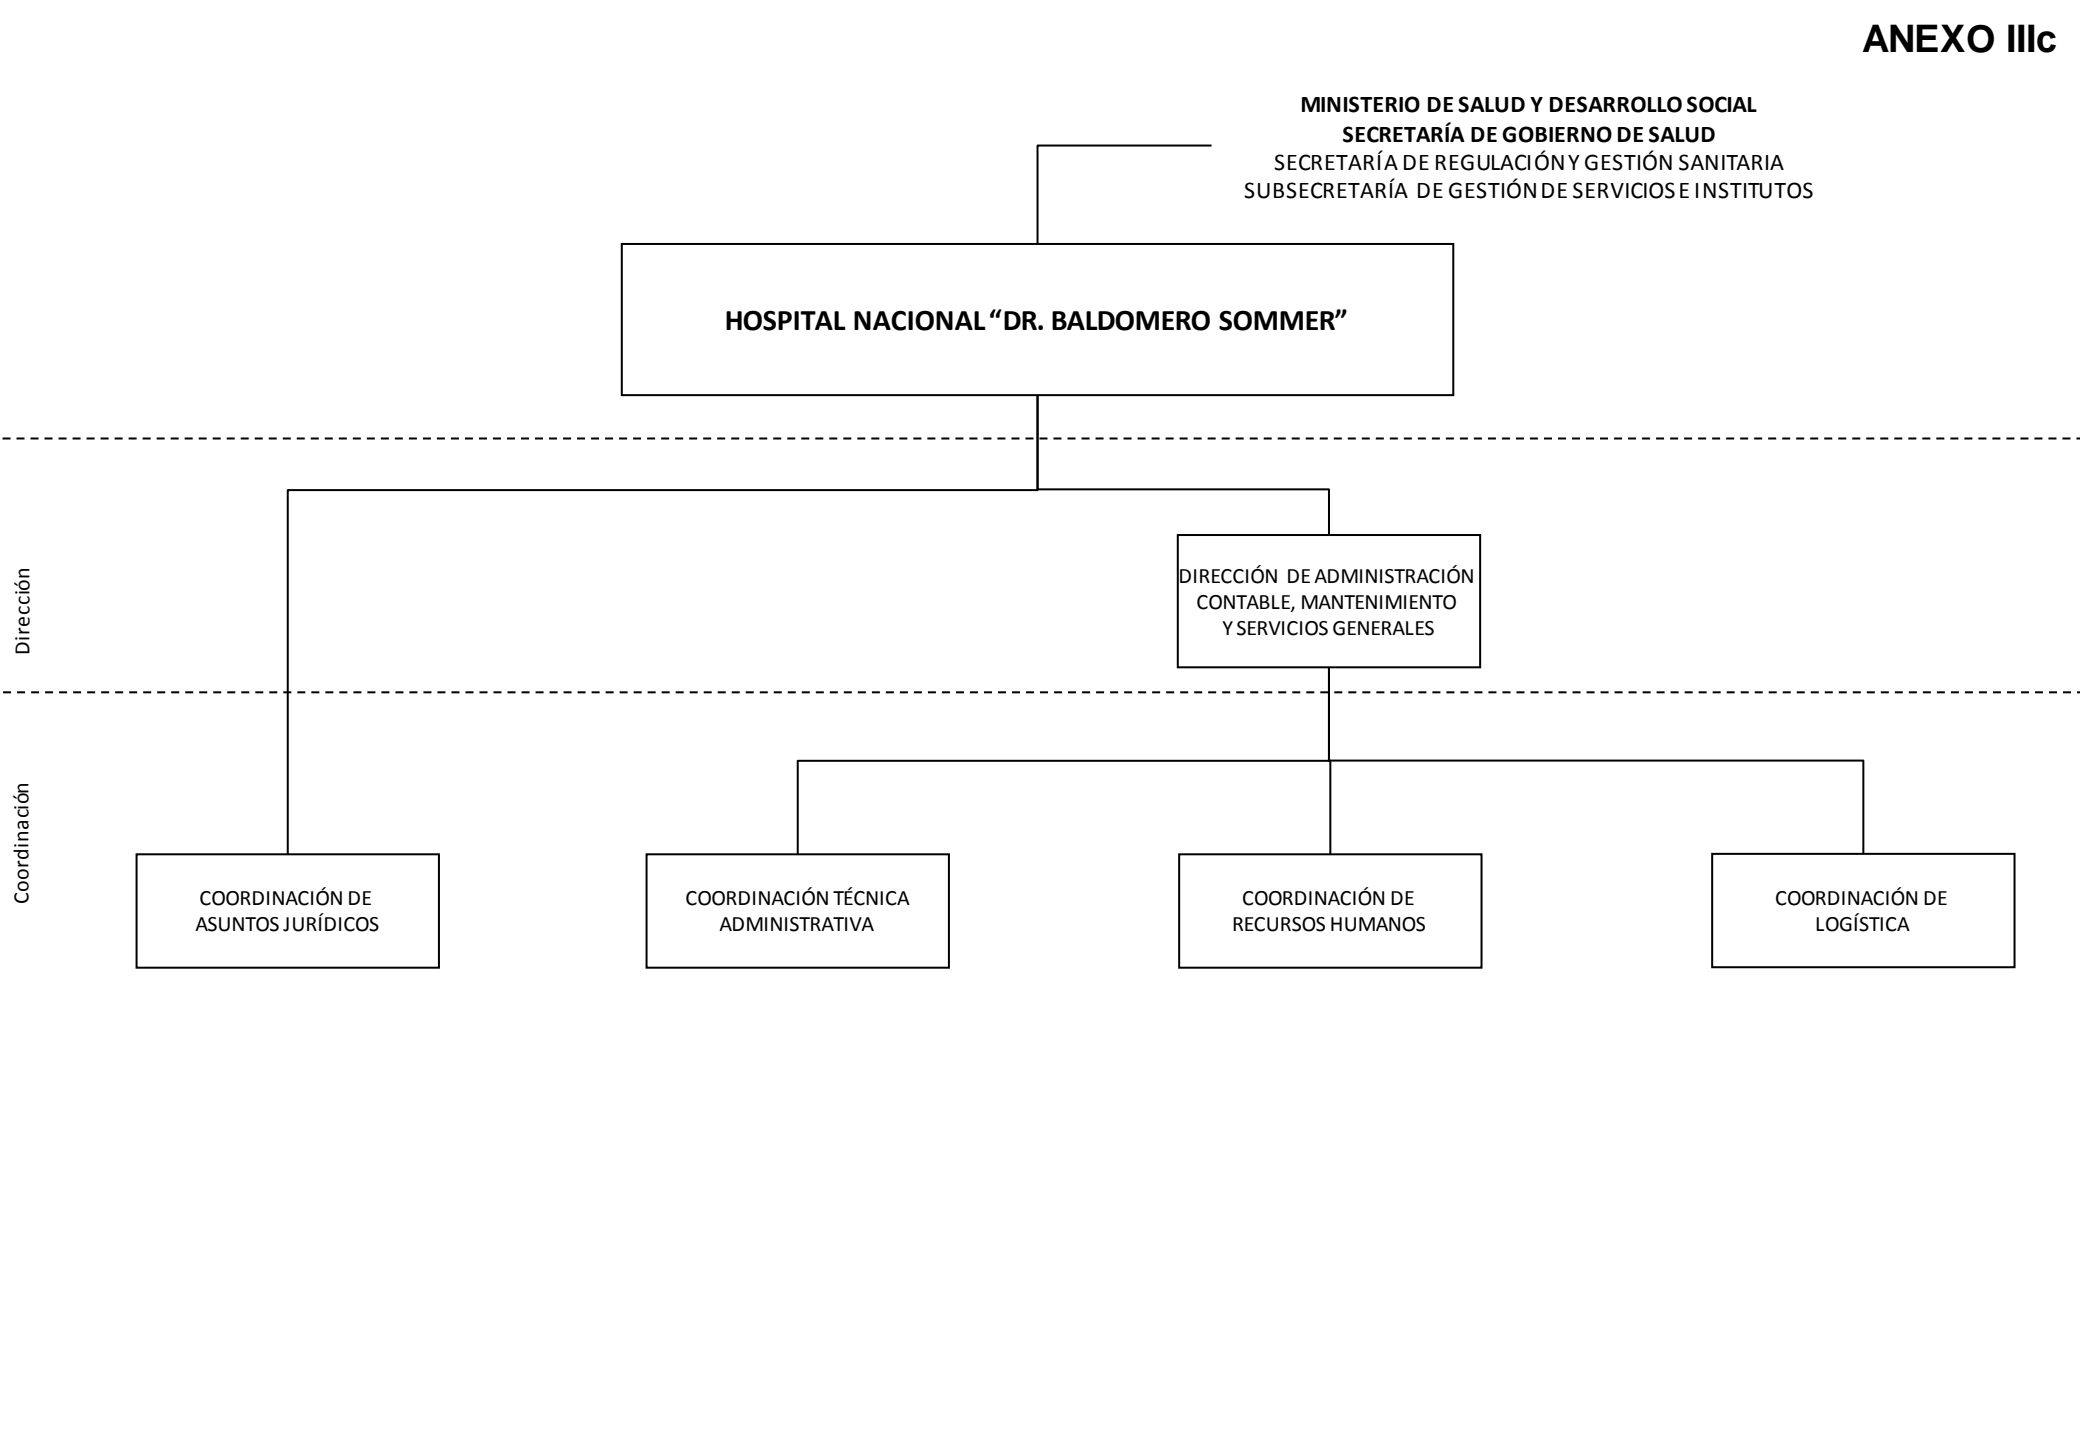 ANEXO IIIc
MINISTERIO DE SALUD Y DESARROLLO SOCIAL
SECRETARÍA DE GOBIERNO DE SALUD
SECRETARÍA DE REGULACIÓN Y GESTIÓN SANITARIA
SUBSECRETARÍA DE GESTIÓN DE SERVICIOS E INSTITUTOS
HOSPITAL NACIONAL “DR. BALDOMERO SOMMER”
Dirección
DIRECCIÓN DE ADMINISTRACIÓN
CONTABLE, MANTENIMIENTO
Y SERVICIOS GENERALES
Coordinación
COORDINACIÓN DE
ASUNTOS JURÍDICOS
COORDINACIÓN TÉCNICA
ADMINISTRATIVA
COORDINACIÓN DE
RECURSOS HUMANOS
COORDINACIÓN DE
LOGÍSTICA